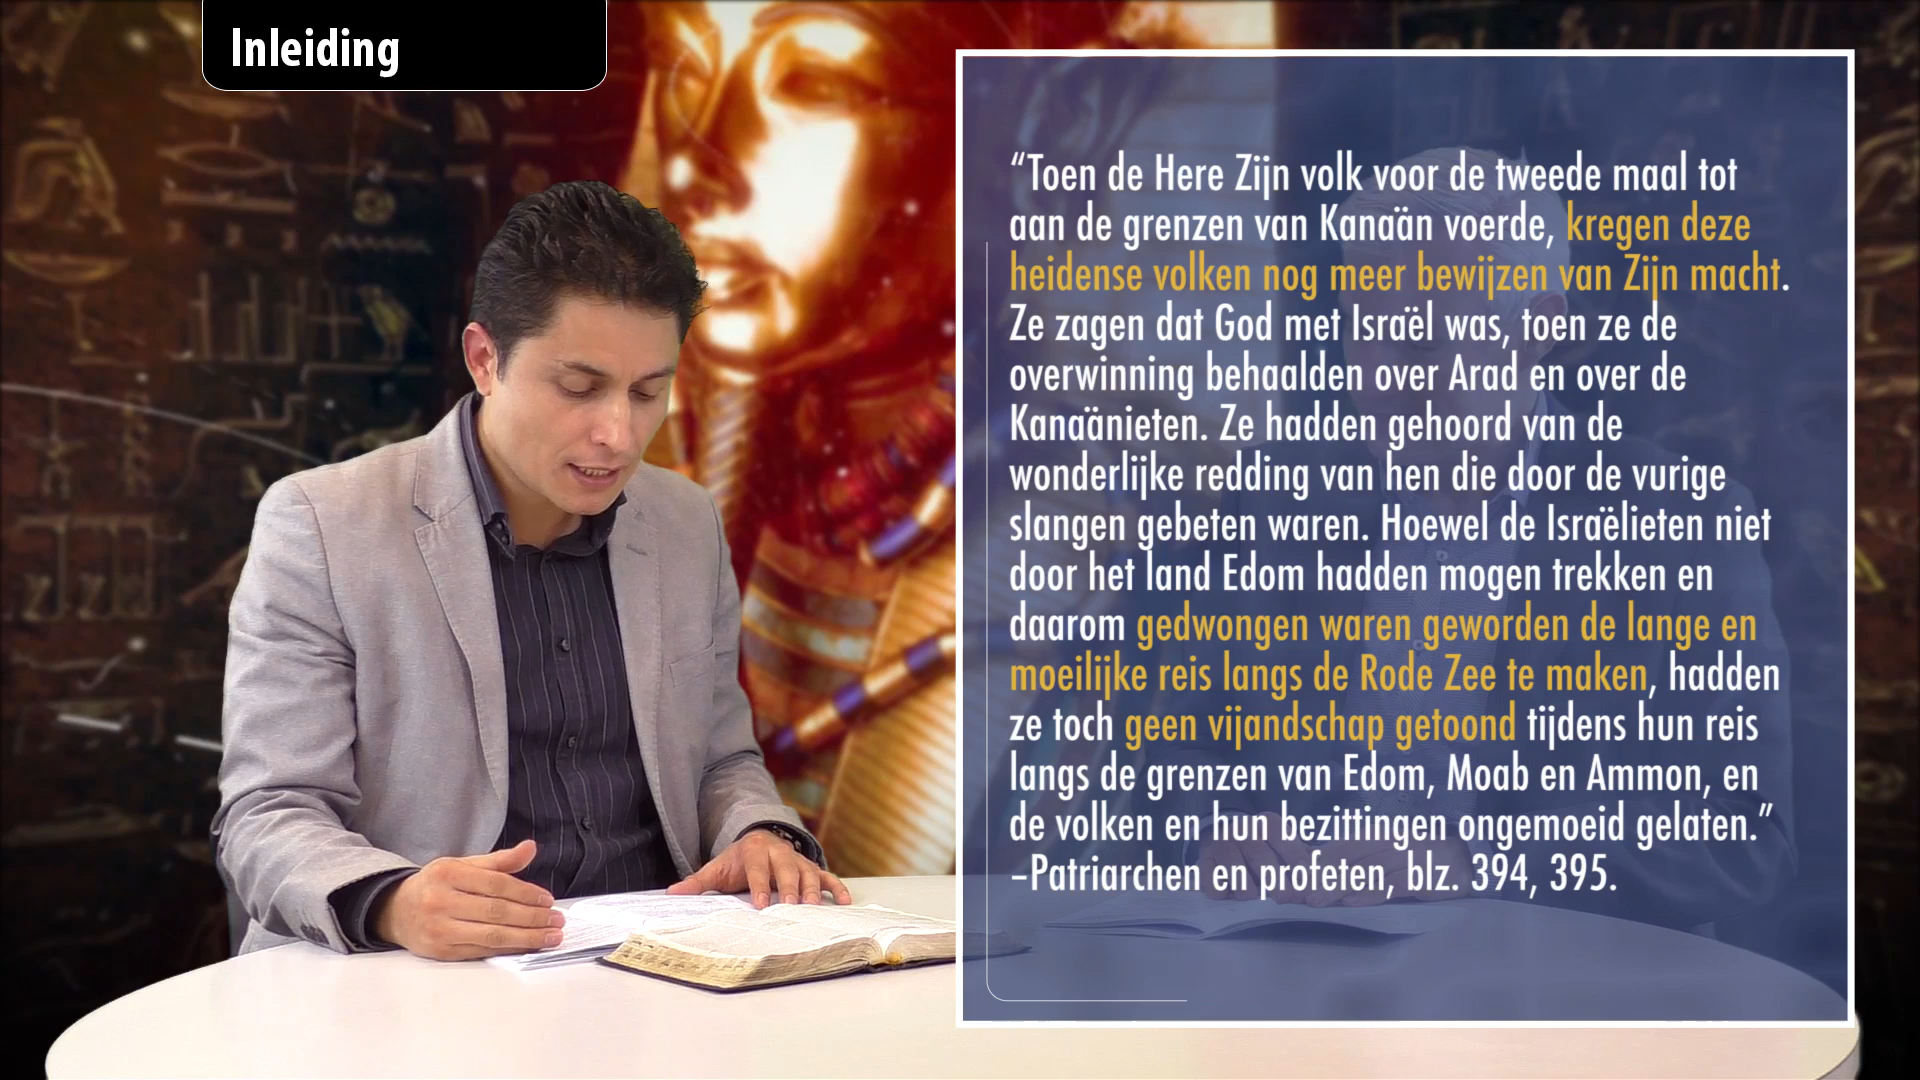 Inleiding
“Toen de Here Zijn volk voor de tweede maal tot
aan de grenzen van Kanaän voerde, kregen deze
heidense volken nog meer bewijzen van Zijn macht.
Ze zagen dat God met Israël was, toen ze de
overwinning behaalden over Arad en over de
Kanaänieten. Ze hadden gehoord van de
wonderlijke redding van hen die door de vurige
slangen gebeten waren. Hoewel de Israëlieten niet
door het land Edom hadden mogen trekken en
daarom gedwongen waren geworden de lange en
moeilijke reis langs de Rode Zee te maken, hadden
ze toch geen vijandschap getoond tijdens hun reis
langs de grenzen van Edom, Moab en Ammon, en
de volken en hun bezittingen ongemoeid gelaten.”
–Patriarchen en profeten, blz. 394, 395.